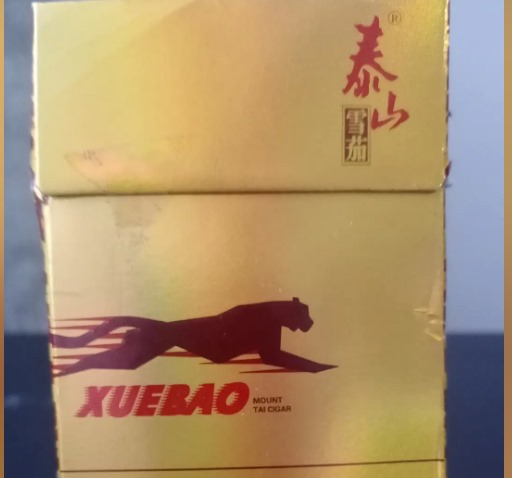 泰山®
雪茄
XUEBAO
MOUNT
TAI CIGAR